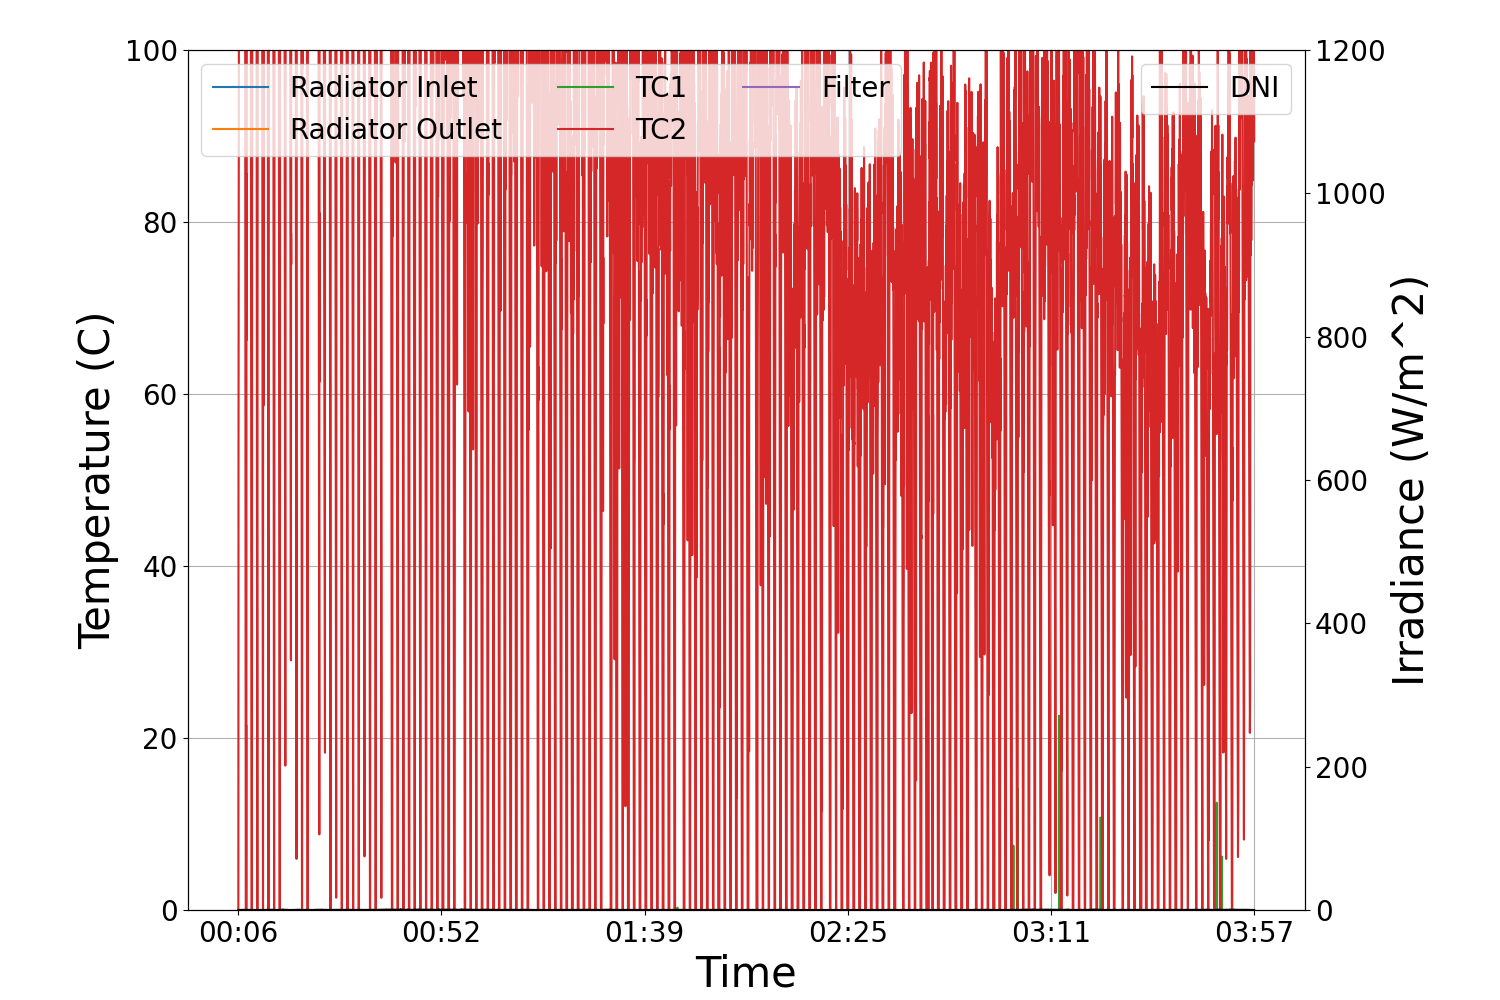 100
80
60
40
20
0
Temperature (C)
Radiator Inlet
Radiator Outlet
TC1
TC2
Filter
DNI
1200
1000
800
600
400
200
0
Irradiance (W/m^2)
00:06
00:52
01:39
02:25
03:11
03:57
Time